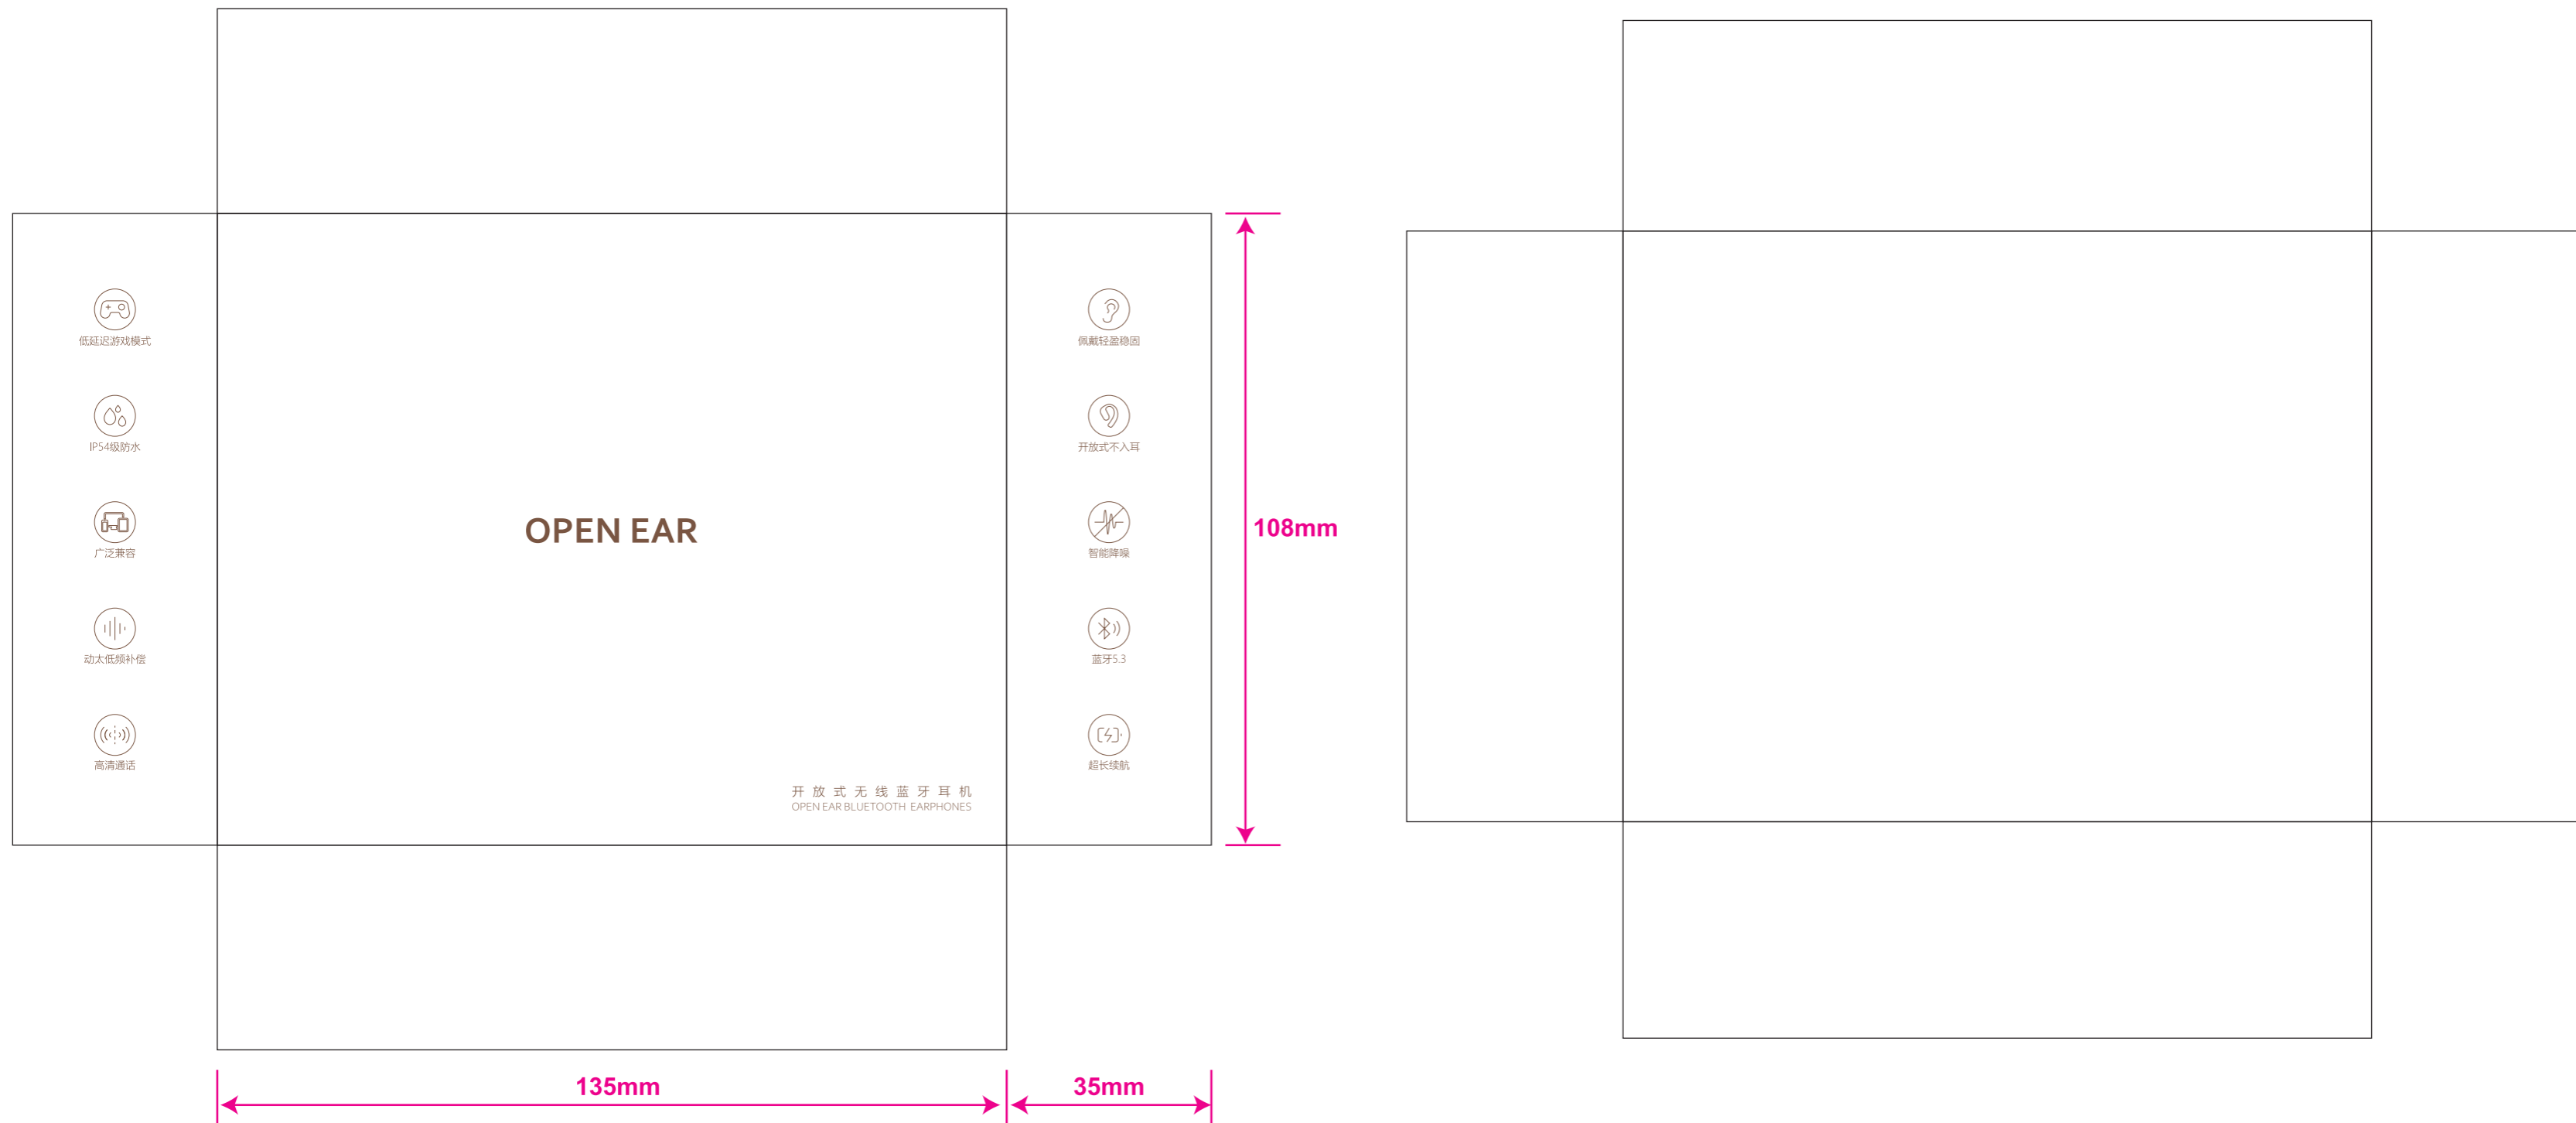 低延迟游戏模式
IP54级防水
广泛兼容
动太低频补偿
高清通话
OPEN EAR
开放式无线蓝牙耳机
OPEN EAR BLUETOOTH EARPHONES
佩戴轻盈稳固
开放式不入耳
智能降噪
蓝牙5.3
超长续航
108mm
135mm
35mm